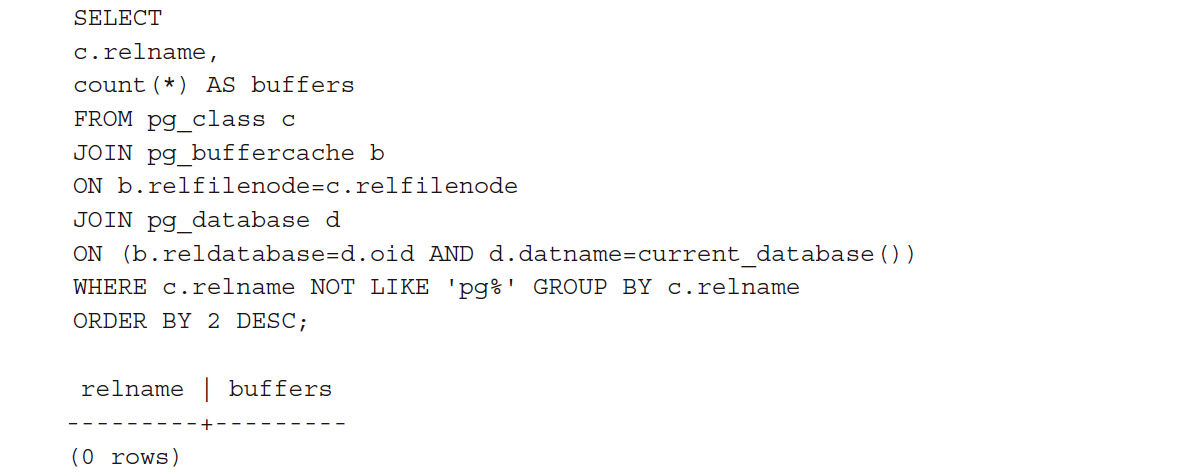 SELECT
c.relname,
count(*) AS buffers
FROM pg_class c
JOIN pg_buffercache b
ON b.relfilenode=c.relfilenode
JOIN pg_database d
ON (b.reldatabase=d.oid AND d.datname=current_database())
WHERE c.relname NOT LIKE 'pg%' GROUP BY c.relname
ORDER BY 2 DESC;
relname | buffers
---------+---------
(0 rows)